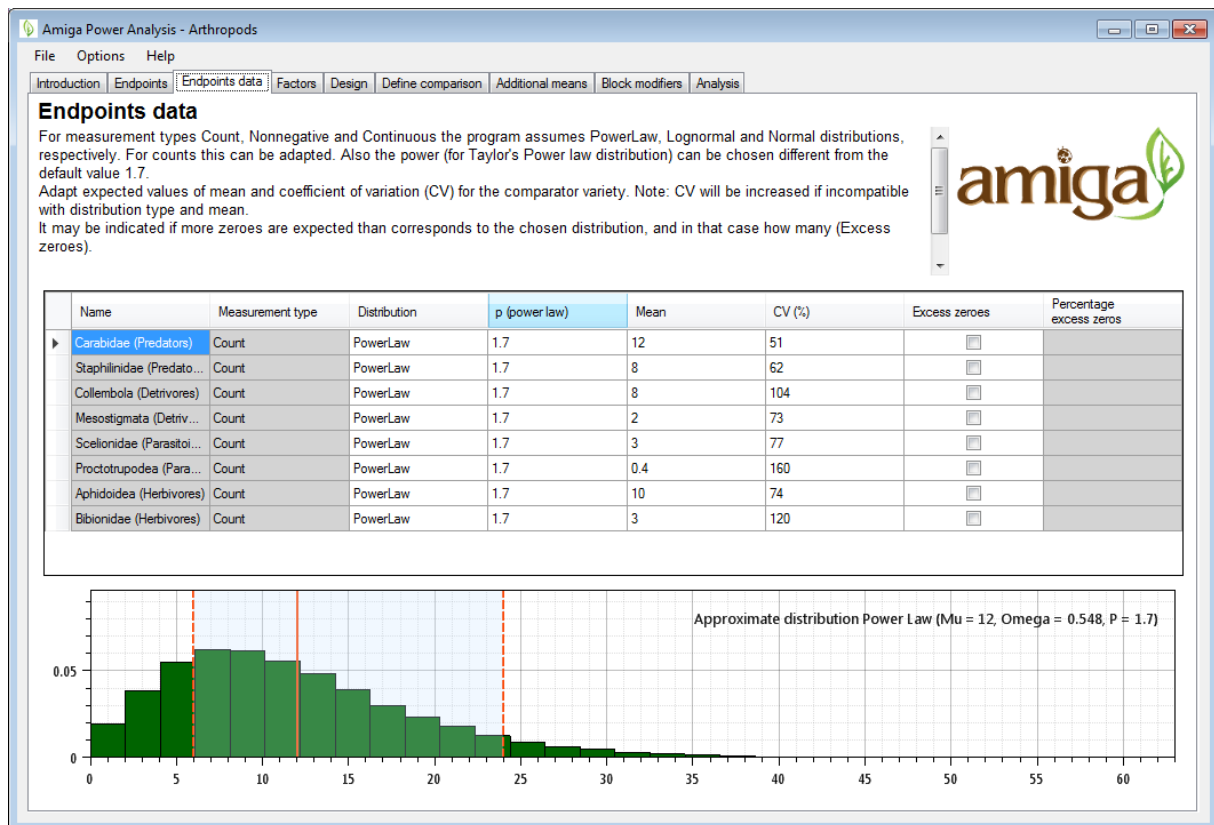 Amiga Power Analysis - Arthropods
File Options Help
Introduction Endpoints Endpoints data Factors Design Define comparison Additional means Block modifiers Analysis
Endpoints data
For measurement types Count, Nonnegative and Continuous the program assumes PowerLaw, Lognormal and Normal distributions,
respectively. For counts this can be adapted. Also the power (for Taylor's Power law distribution) can be chosen different from the
default value 1.7.
Adapt expected values of mean and coefficient of variation (CV) for the comparator variety. Note: CV will be increased if incompatible
with distribution type and mean.
It may be indicated if more zeroes are expected than corresponds to the chosen distribution, and in that case how many (Excess
zeroes).
amiga
Name Measurement type Distribution p (power law) Mean CV (%) Excess zeroes Percentage
excess zeros
Carabidae (Predators) Count PowerLaw 1.7 12 51
Staphilinidae (Predato... Count PowerLaw 1.7 8 62
Collembola (Detrivores) Count PowerLaw 1.7 8 104
Mesostigmata (Detriv... Count PowerLaw 1.7 2 73
Scelionidae (Parasitoi... Count PowerLaw 1.7 3 77
Proctotrupodea (Para... Count PowerLaw 1.7 0.4 160
Aphidoidea (Herbivores) Count PowerLaw 1.7 10 74
Bibionidae (Herbivores) Count PowerLaw 1.7 3 120
Approximate distribution Power Law (Mu = 12, Omega = 0.548, P = 1.7)
0.05
0
0 5 10 15 20 25 30 35 40 45 50 55 60